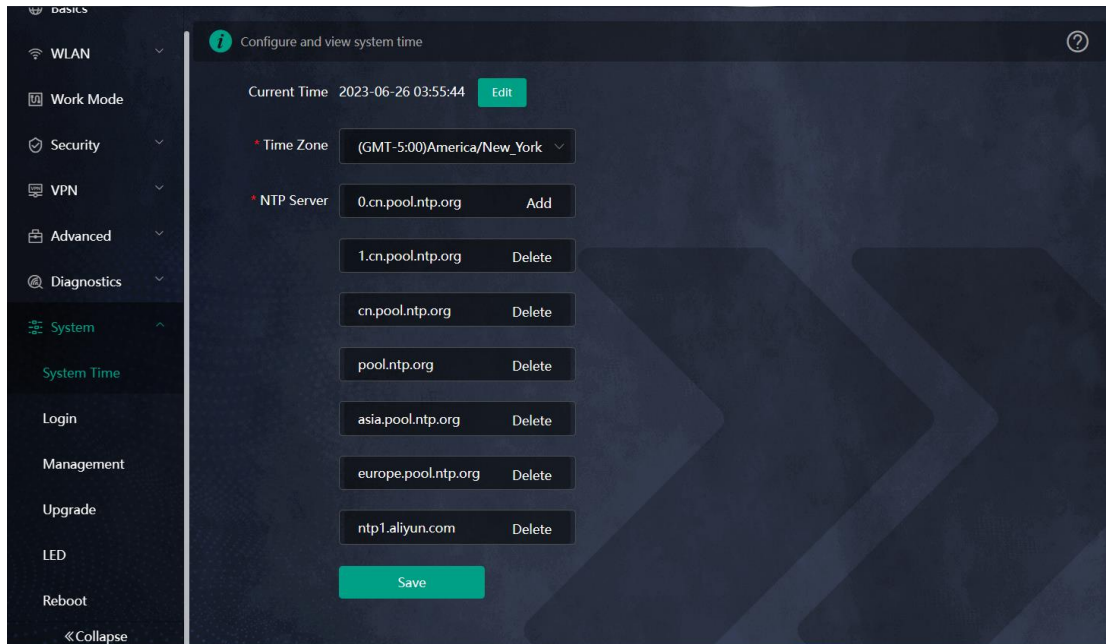 Basics
WLAN
Work Mode
Security
VPN
Advanced
Diagnostics
System
System Time
Login
Management
Upgrade
LED
Reboot
≪Collapse
Configure and view system time
Current Time 2023-06-26 03:55:44 Edit
* Time Zone (GMT-5:00)America/New_York
* NTP Server 0.cn.pool.ntp.org Add
1.cn.pool.ntp.org Delete
cn.pool.ntp.org Delete
pool.ntp.org Delete
asia.pool.ntp.org Delete
europe.pool.ntp.org Delete
ntp1.aliyun.com Delete
Save